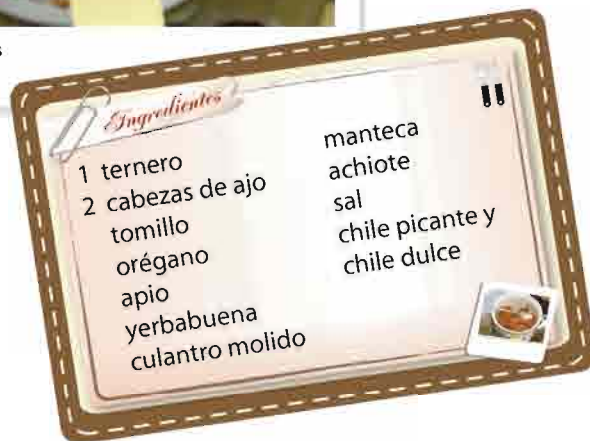 s
Ingredientes
1 ternero
2 cabezas de ajo
tomillo
orégano
apio
yerbabuena
culantro molido
manteca
achiote
sal
chile picante y
chile dulce